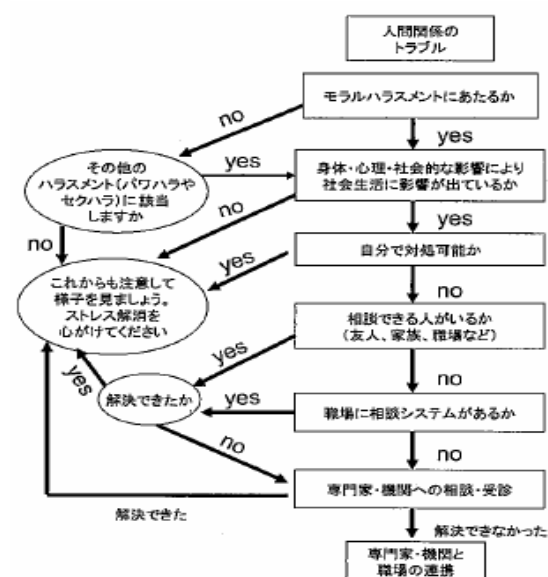 人間関係の
トラブル
モラルハラスメントにあたるか
no
yes
その他の
ハラスメント(パワハラや
セクハラ)に該当
しますか
yes
身体・心理・社会的な影響により
社会生活に影響が出ているか
no
yes
no
自分で対処可能か
yes
no
これからも注意して
様子を見ましょう。
ストレス解消を
心がけてください
相談できる人がいるか
(友人、家族、職場など)
yes
no
yes
解決できたか
yes
職場に相談システムがあるか
no
no
専門家・機関への相談・受診
解決できた
解決できなかった
専門家・機関と
職場の連携